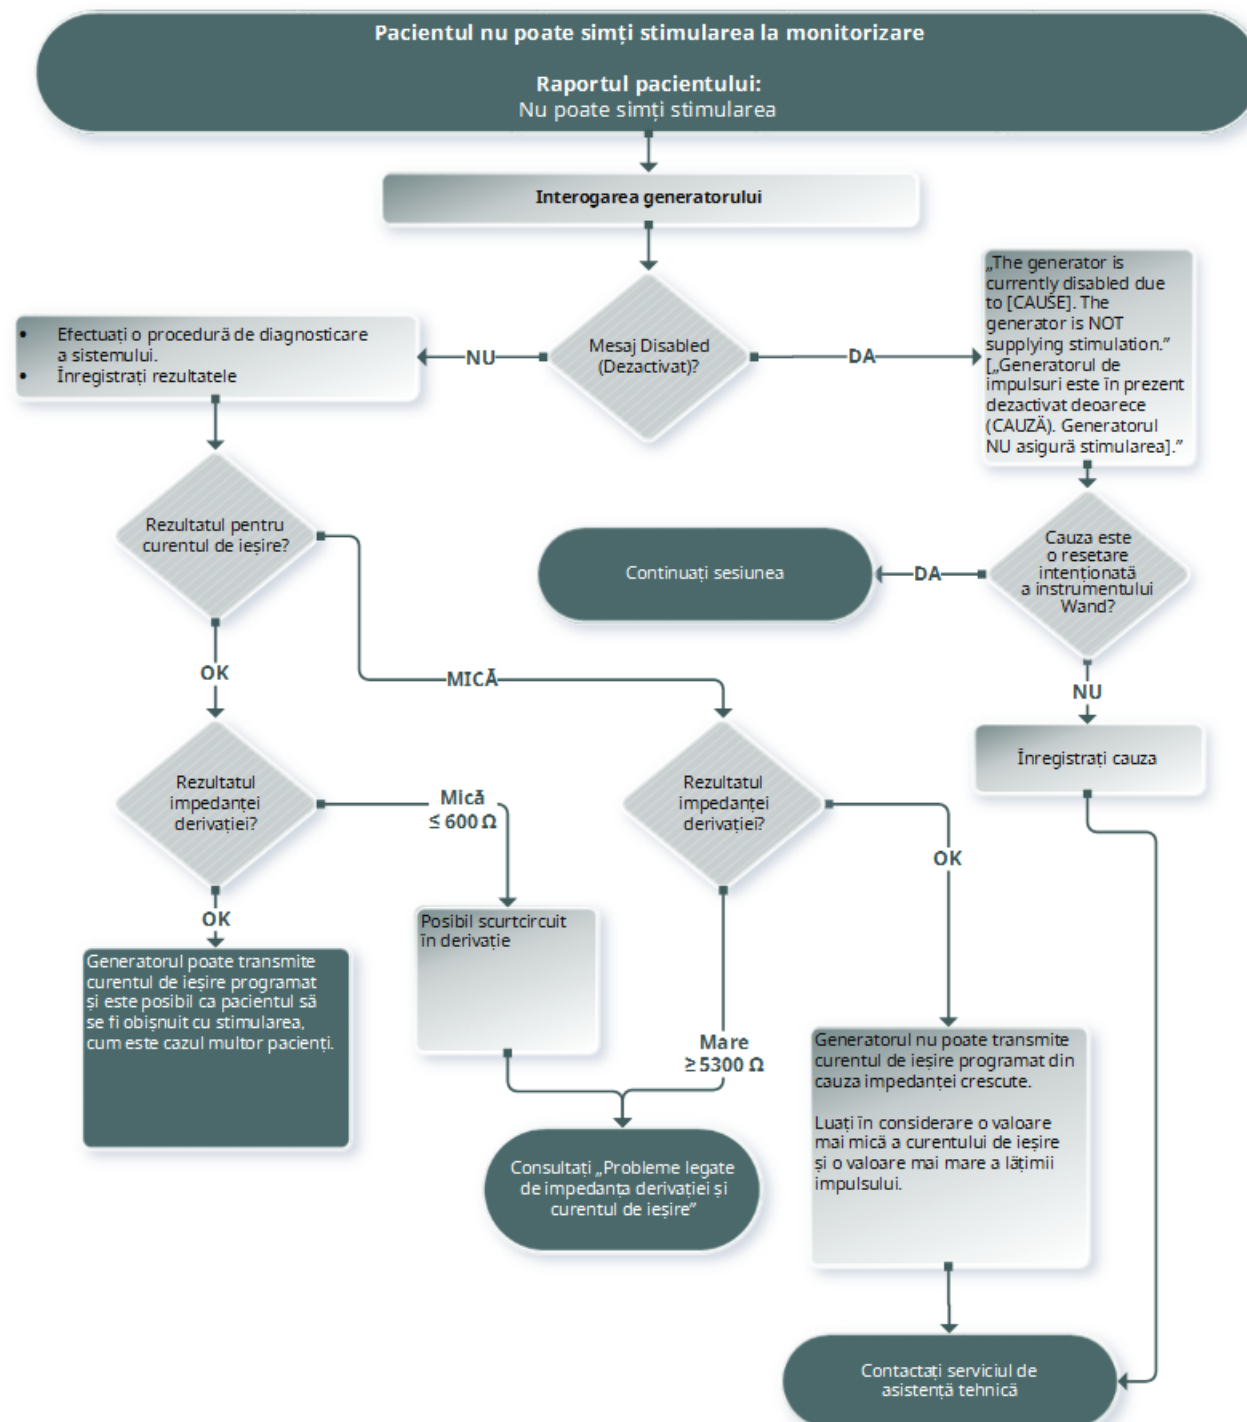 Pacientul nu poate simți stimularea la monitorizare
Raportul pacientului:
Nu poate simți stimularea
Interogarea generatorului
Mesaj Disabled
(Dezactivat)?
NU
DA
• Efectuați o procedură de diagnosticare
a sistemului.
• Înregistrați rezultatele
„The generator is
currently disabled due
to [CAUSE]. The
generator is NOT
supplying stimulation.”
[„Generatorul de
impulsuri este în prezent
dezactivat deoarece
(CAUZĂ). Generatorul
NU asigură stimularea].”
Rezultatul pentru
curentul de ieșire?
Cauza este
o resetare
intenționată
a instrumentului
Wand?
DA
Continuați sesiunea
OK
MICĂ
NU
Înregistrați cauza
Rezultatul
impedanței
derivației?
Mică
≤ 600 Ω
Rezultatul
impedanței
derivației?
OK
OK
Generatorul poate transmite
curentul de ieșire programat
și este posibil ca pacientul să
se fi obișnuit cu stimularea,
cum este cazul multor pacienți.
Posibil scurtcircuit
în derivație
Mare
≥ 5300 Ω
Generatorul nu poate transmite
curentul de ieșire programat din
cauza impedanței crescute.
Luați în considerare o valoare
mai mică a curentului de ieșire
și o valoare mai mare a lățimii
impulsului.
Consultați „Probleme legate
de impedanța derivației și
curentul de ieșire”
Contactați serviciul de
asistență tehnică